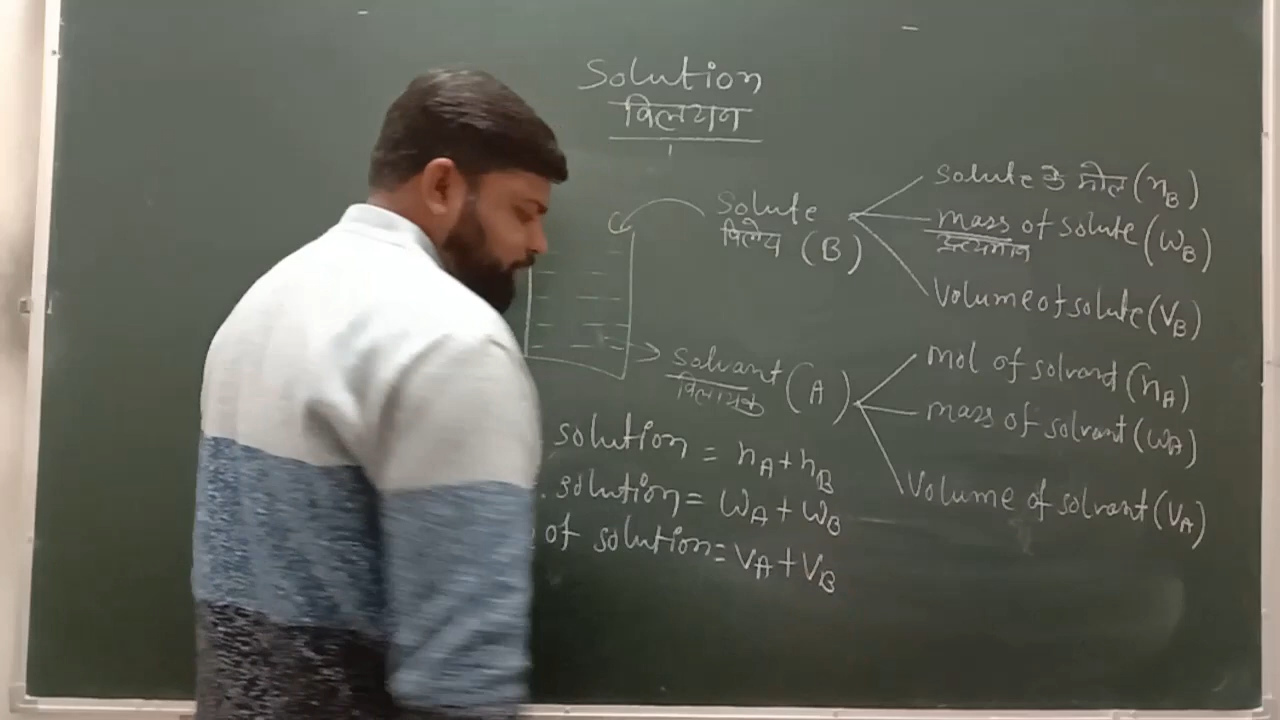 Solution
विलयन
Solute
विलेय (B)
solute के मोल (nB)
mass of solute (wB)
द्रव्यमान
Volume of solute (VB)
solvant (A)
विलायक
mol of solvant (nA)
mass of solvant (wA)
Volume of solvant (VA)
solution = nA + nB
solution = wA + wB
of solution = VA + VB